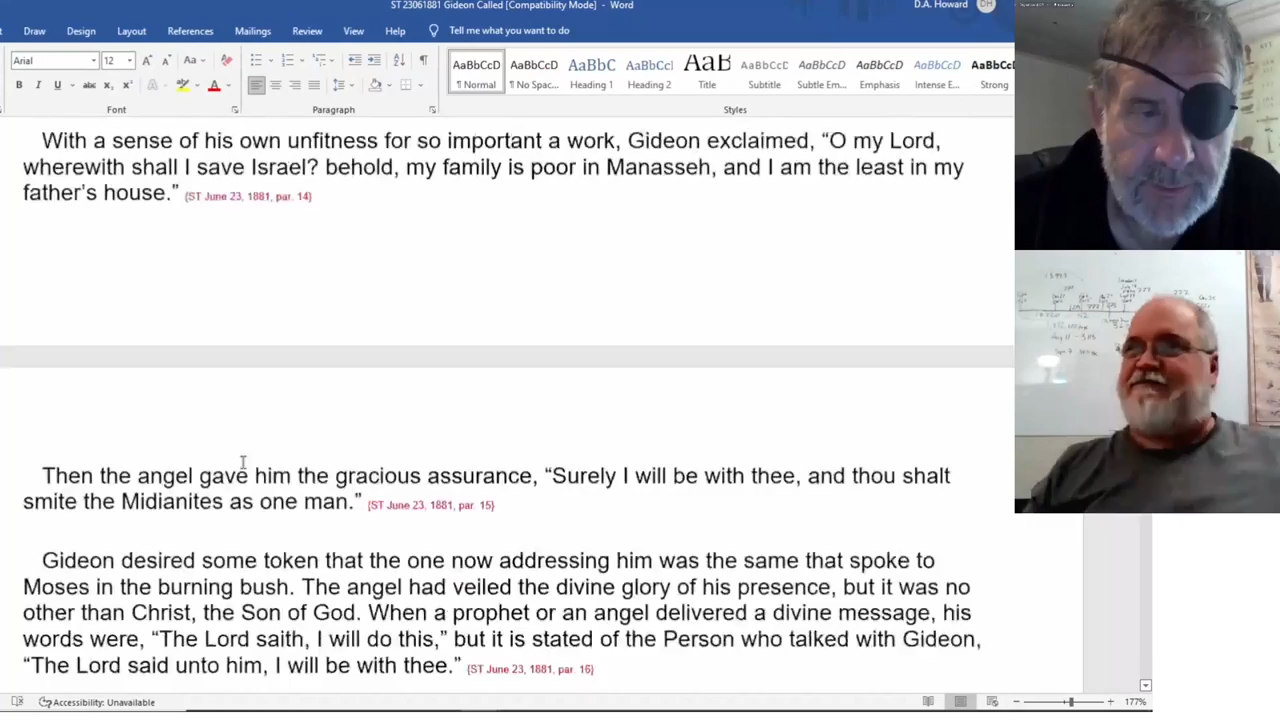 ST 23061881 Gideon Called [Compatibility Mode] - Word
D.A. Howard
DH
Draw Design Layout References Mailings Review View Help Tell me what you want to do
Arial 12 A A Aa
AaBbCcD AaBbCcD AaBbC AaBbCc AaB AaBbCcD AaBbCcD AaBbCcD AaBbCcD AaBbCcD
¶ Normal ¶ No Spac... Heading 1 Heading 2 Title Subtitle Subtle Em... Emphasis Intense E... Strong
B I U abc x₂ x² A A
Font Paragraph Styles
With a sense of his own unfitness for so important a work, Gideon exclaimed, “O my Lord,
wherewith shall I save Israel? behold, my family is poor in Manasseh, and I am the least in my
father’s house.” {ST June 23, 1881, par. 14}
Then the angel gave him the gracious assurance, “Surely I will be with thee, and thou shalt
smite the Midianites as one man.” {ST June 23, 1881, par. 15}
Gideon desired some token that the one now addressing him was the same that spoke to
Moses in the burning bush. The angel had veiled the divine glory of his presence, but it was no
other than Christ, the Son of God. When a prophet or an angel delivered a divine message, his
words were, “The Lord saith, I will do this,” but it is stated of the Person who talked with Gideon,
“The Lord said unto him, I will be with thee.” {ST June 23, 1881, par. 16}
Accessibility: Unavailable
177%